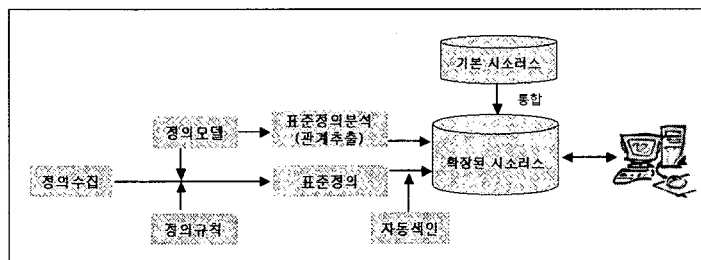 기본 시소러스
통합
정의모델
표준정의분석
(관계추출)
확장된 시소러스
정의수집
표준정의
정의규칙
자동색인